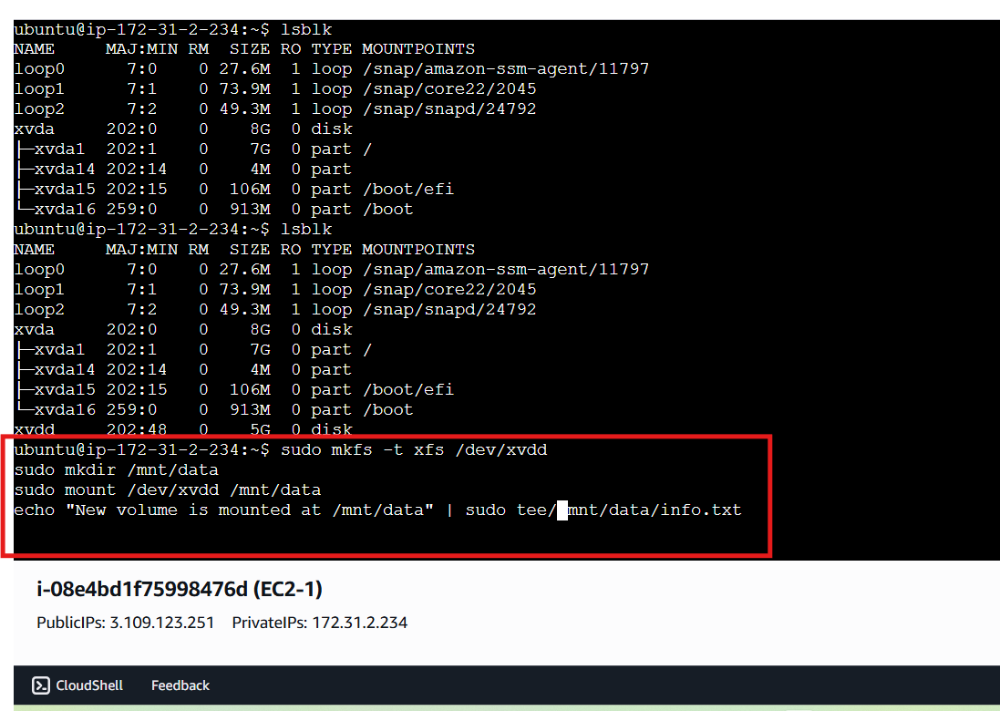 ubuntu@ip-172-31-2-234:~$ lsblk
NAME     MAJ:MIN RM  SIZE RO TYPE MOUNTPOINTS
loop0      7:0    0 27.6M  1 loop /snap/amazon-ssm-agent/11797
loop1      7:1    0 73.9M  1 loop /snap/core22/2045
loop2      7:2    0 49.3M  1 loop /snap/snapd/24792
xvda     202:0    0    8G  0 disk
├─xvda1  202:1    0    7G  0 part /
├─xvda14 202:14   0    4M  0 part
├─xvda15 202:15   0  106M  0 part /boot/efi
└─xvda16 259:0    0  913M  0 part /boot
ubuntu@ip-172-31-2-234:~$ lsblk
NAME     MAJ:MIN RM  SIZE RO TYPE MOUNTPOINTS
loop0      7:0    0 27.6M  1 loop /snap/amazon-ssm-agent/11797
loop1      7:1    0 73.9M  1 loop /snap/core22/2045
loop2      7:2    0 49.3M  1 loop /snap/snapd/24792
xvda     202:0    0    8G  0 disk
├─xvda1  202:1    0    7G  0 part /
├─xvda14 202:14   0    4M  0 part
├─xvda15 202:15   0  106M  0 part /boot/efi
└─xvda16 259:0    0  913M  0 part /boot
xvdd     202:48   0    5G  0 disk
ubuntu@ip-172-31-2-234:~$ sudo mkfs -t xfs /dev/xvdd
sudo mkdir /mnt/data
sudo mount /dev/xvdd /mnt/data
echo "New volume is mounted at /mnt/data" | sudo tee/ mnt/data/info.txt
i-08e4bd1f75998476d (EC2-1)
PublicIPs: 3.109.123.251    PrivateIPs: 172.31.2.234
CloudShell    Feedback